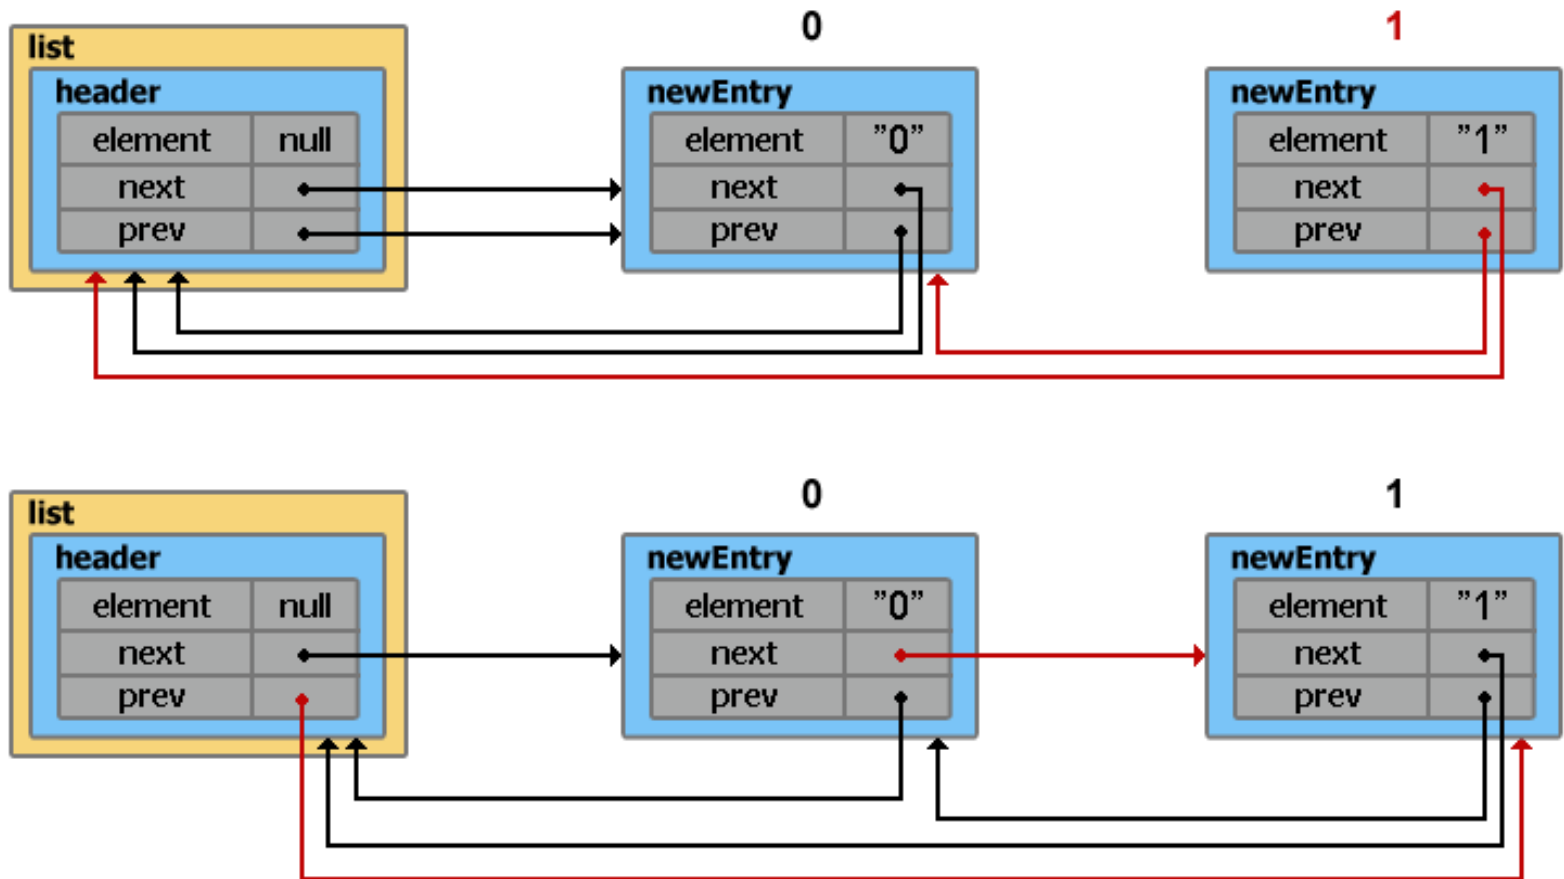 0 1
list
header newEntry newEntry
element null element ”0” element ”1”
next next next
prev prev prev
0 1
list
header newEntry newEntry
element null element ”0” element ”1”
next next next
prev prev prev